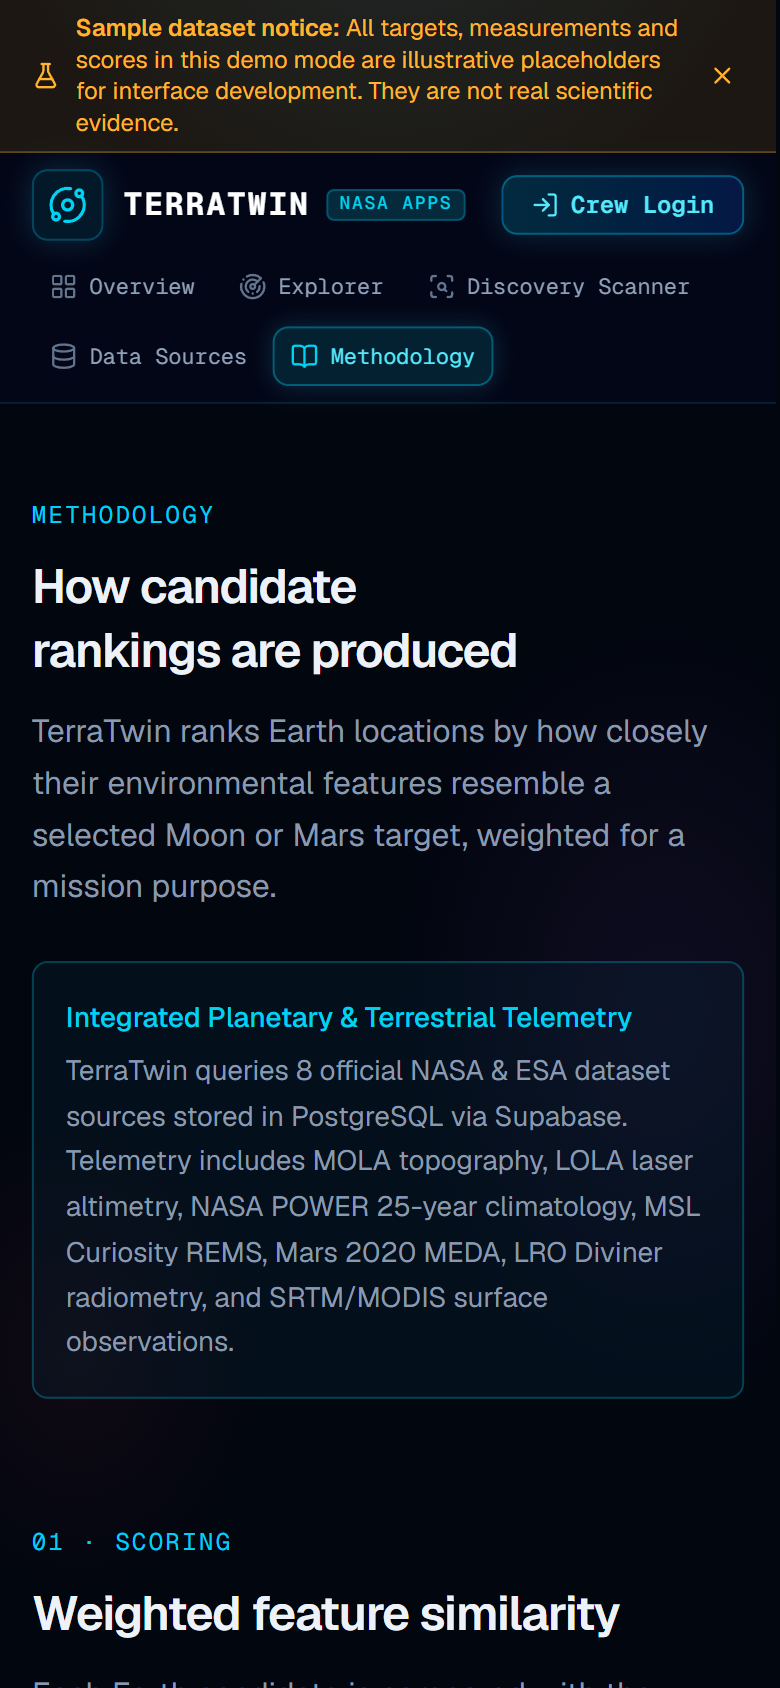 Sample dataset notice: All targets, measurements and
scores in this demo mode are illustrative placeholders
for interface development. They are not real scientific
evidence.
TERRATWIN
NASA APPS
Crew Login
Overview
Explorer
Discovery Scanner
Data Sources
Methodology
METHODOLOGY
How candidate
rankings are produced
TerraTwin ranks Earth locations by how closely
their environmental features resemble a
selected Moon or Mars target, weighted for a
mission purpose.
Integrated Planetary & Terrestrial Telemetry
TerraTwin queries 8 official NASA & ESA dataset
sources stored in PostgreSQL via Supabase.
Telemetry includes MOLA topography, LOLA laser
altimetry, NASA POWER 25-year climatology, MSL
Curiosity REMS, Mars 2020 MEDA, LRO Diviner
radiometry, and SRTM/MODIS surface
observations.
01 · SCORING
Weighted feature similarity